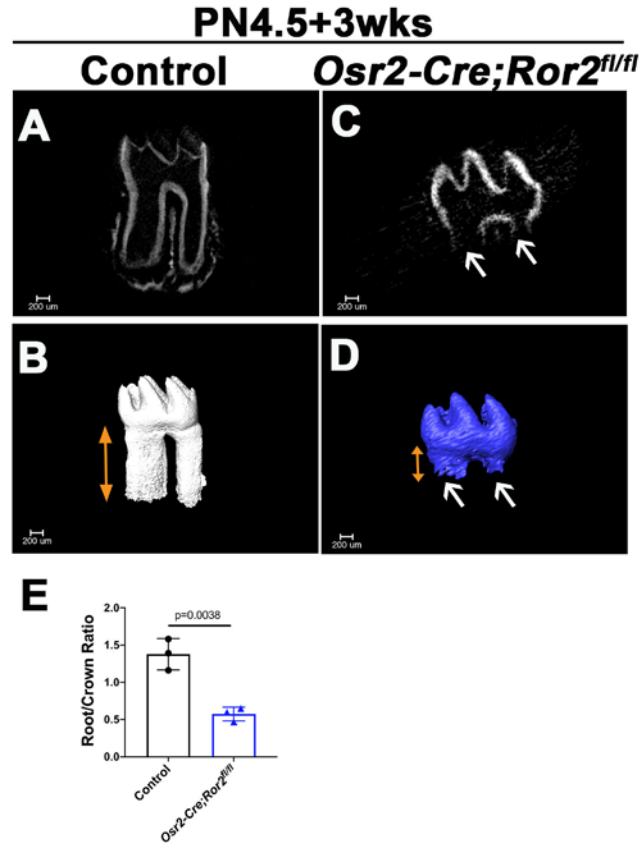 PN4.5+3wks
Control
Osr2-Cre;Ror2fl/fl
A
C
200 um
200 um
B
D
200 um
200 um
E
p=0.0038
Root/Crown Ratio
2.0
1.5
1.0
0.5
0.0
Control
Osr2-Cre;Ror2fl/fl